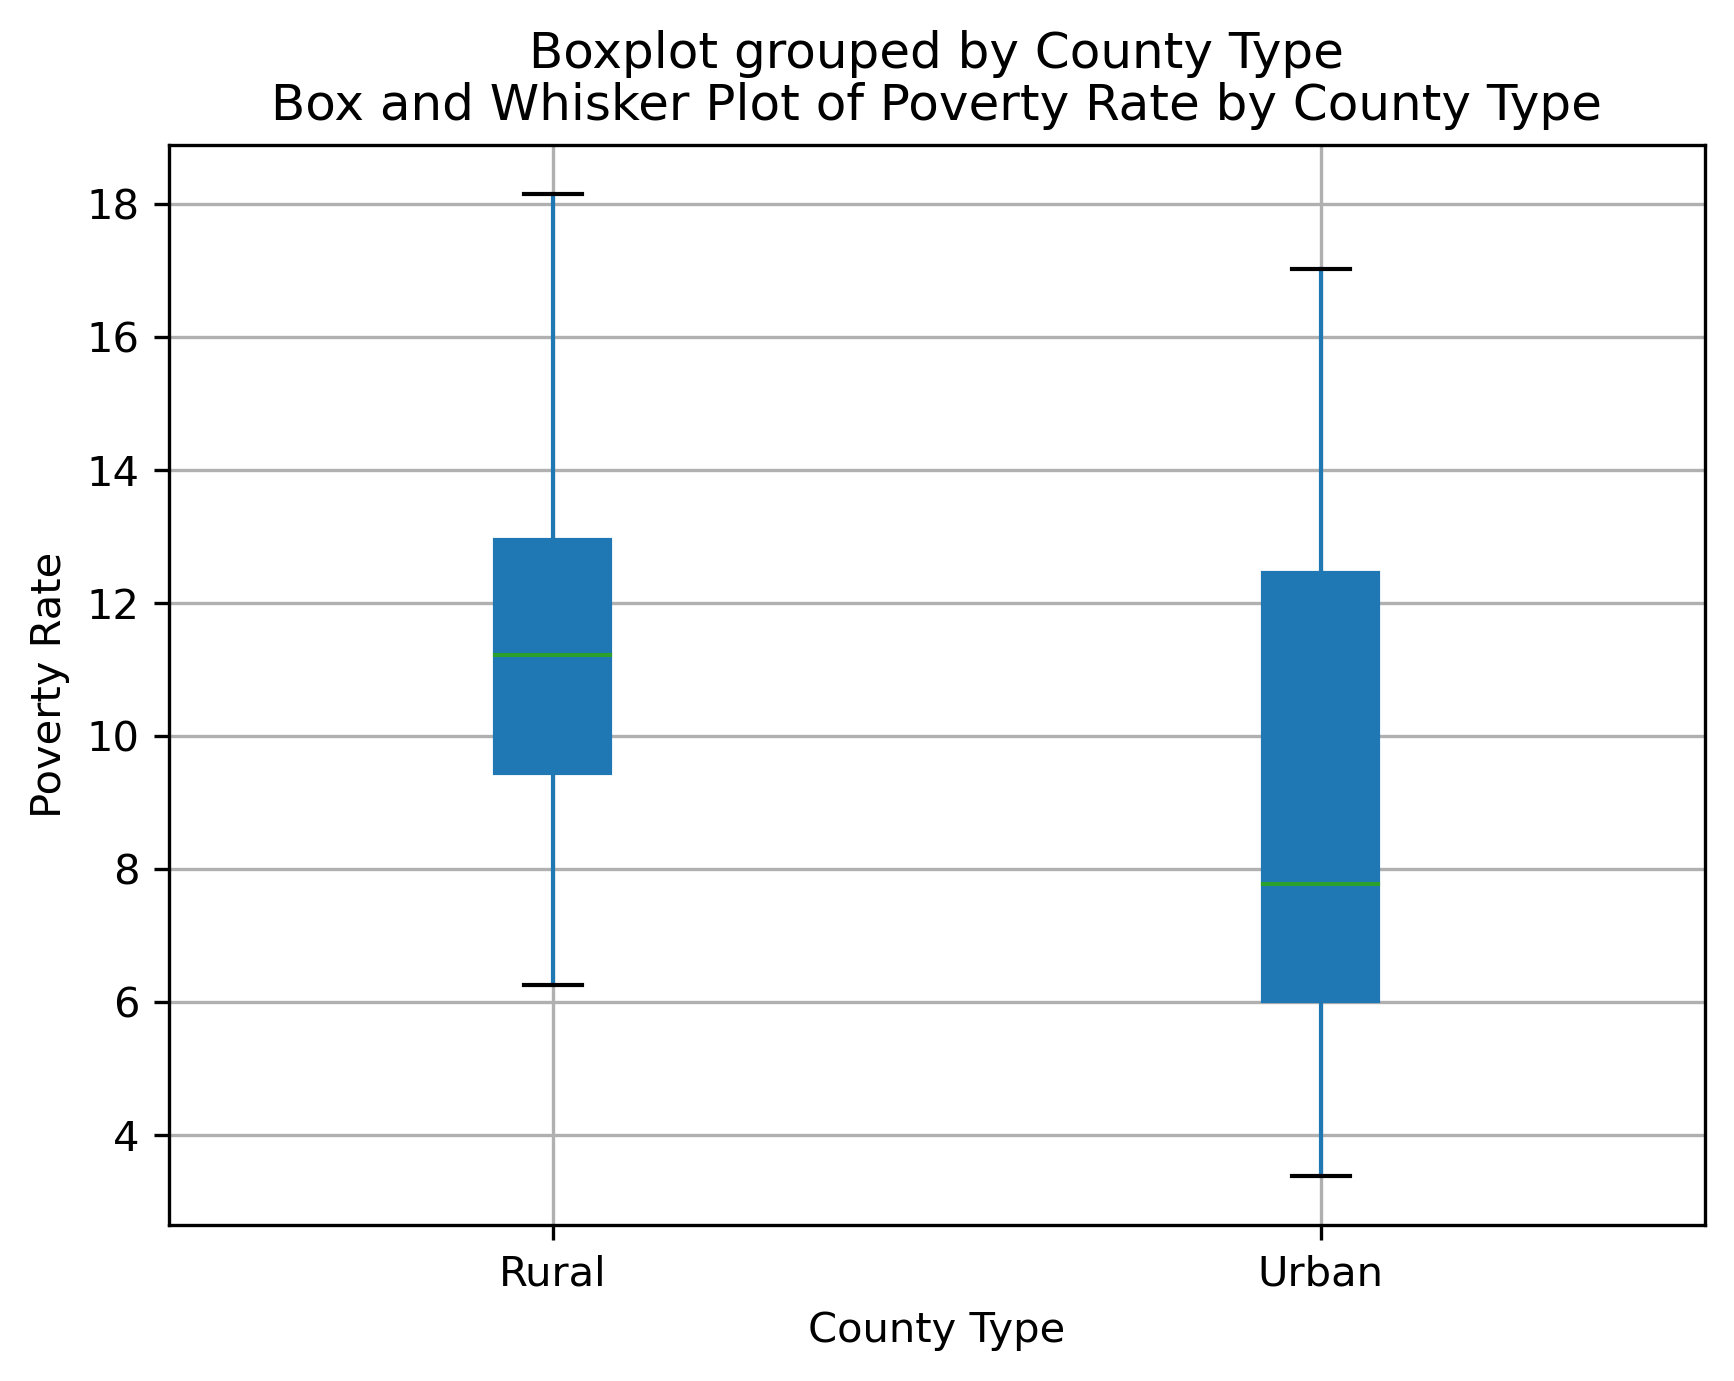 Boxplot grouped by County Type
Box and Whisker Plot of Poverty Rate by County Type
18
16
14
12
10
8
6
4
Poverty Rate
Rural
Urban
County Type